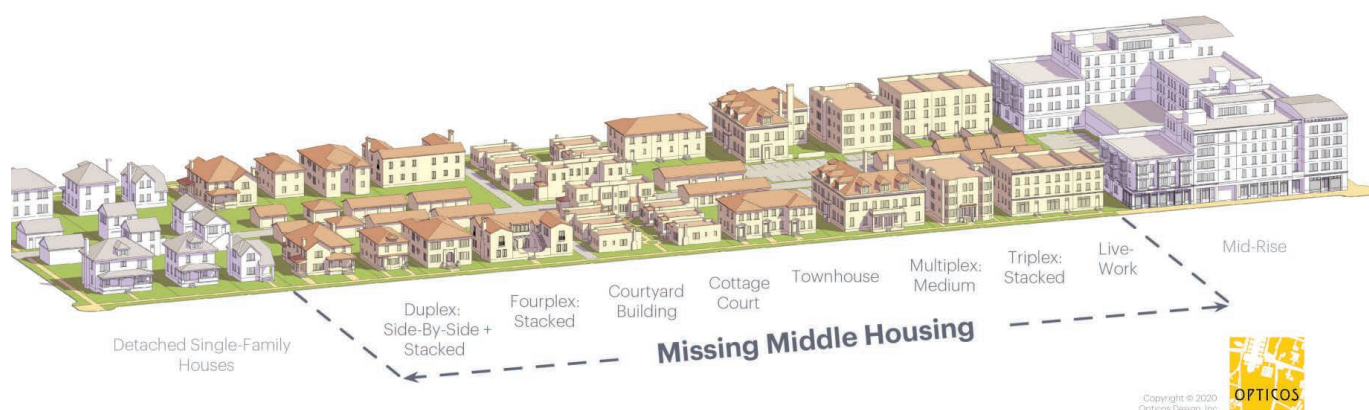 Detached Single-Family
Houses
Duplex:
Side-By-Side +
Stacked
Fourplex:
Stacked
Courtyard
Building
Cottage
Court
Townhouse
Multiplex:
Medium
Triplex:
Stacked
Live-
Work
Mid-Rise
Missing Middle Housing
Copyright © 2020
Opticos Design, Inc
OPTICOS